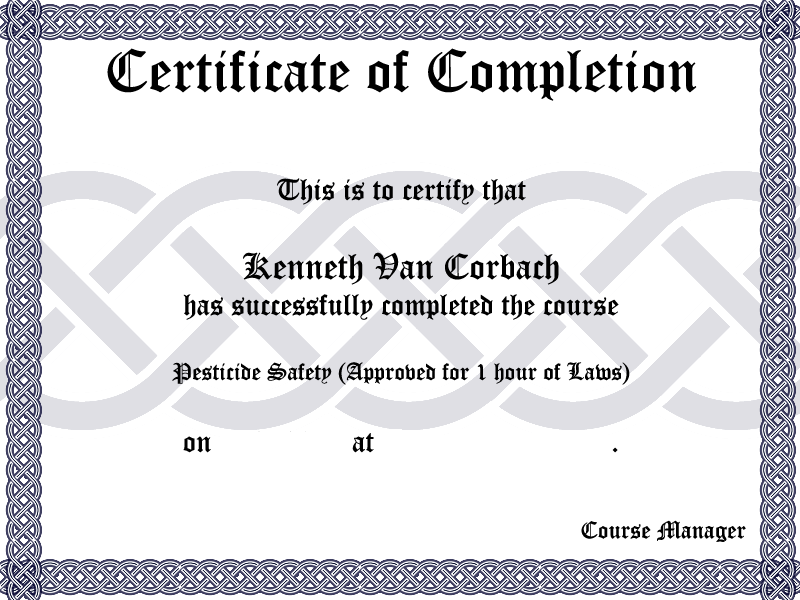 Certificate of Completion
This is to certify that
Kenneth Van Corbach
has successfully completed the course
Pesticide Safety (Approved for 1 hour of Laws)
on at .
Course Manager